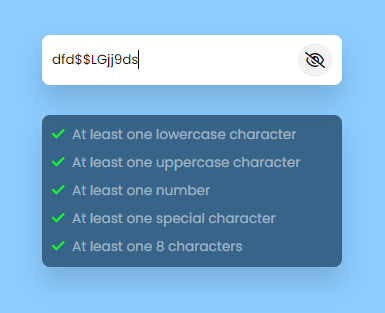 dfd$$LGjj9ds
At least one lowercase character
At least one uppercase character
At least one number
At least one special character
At least one 8 characters